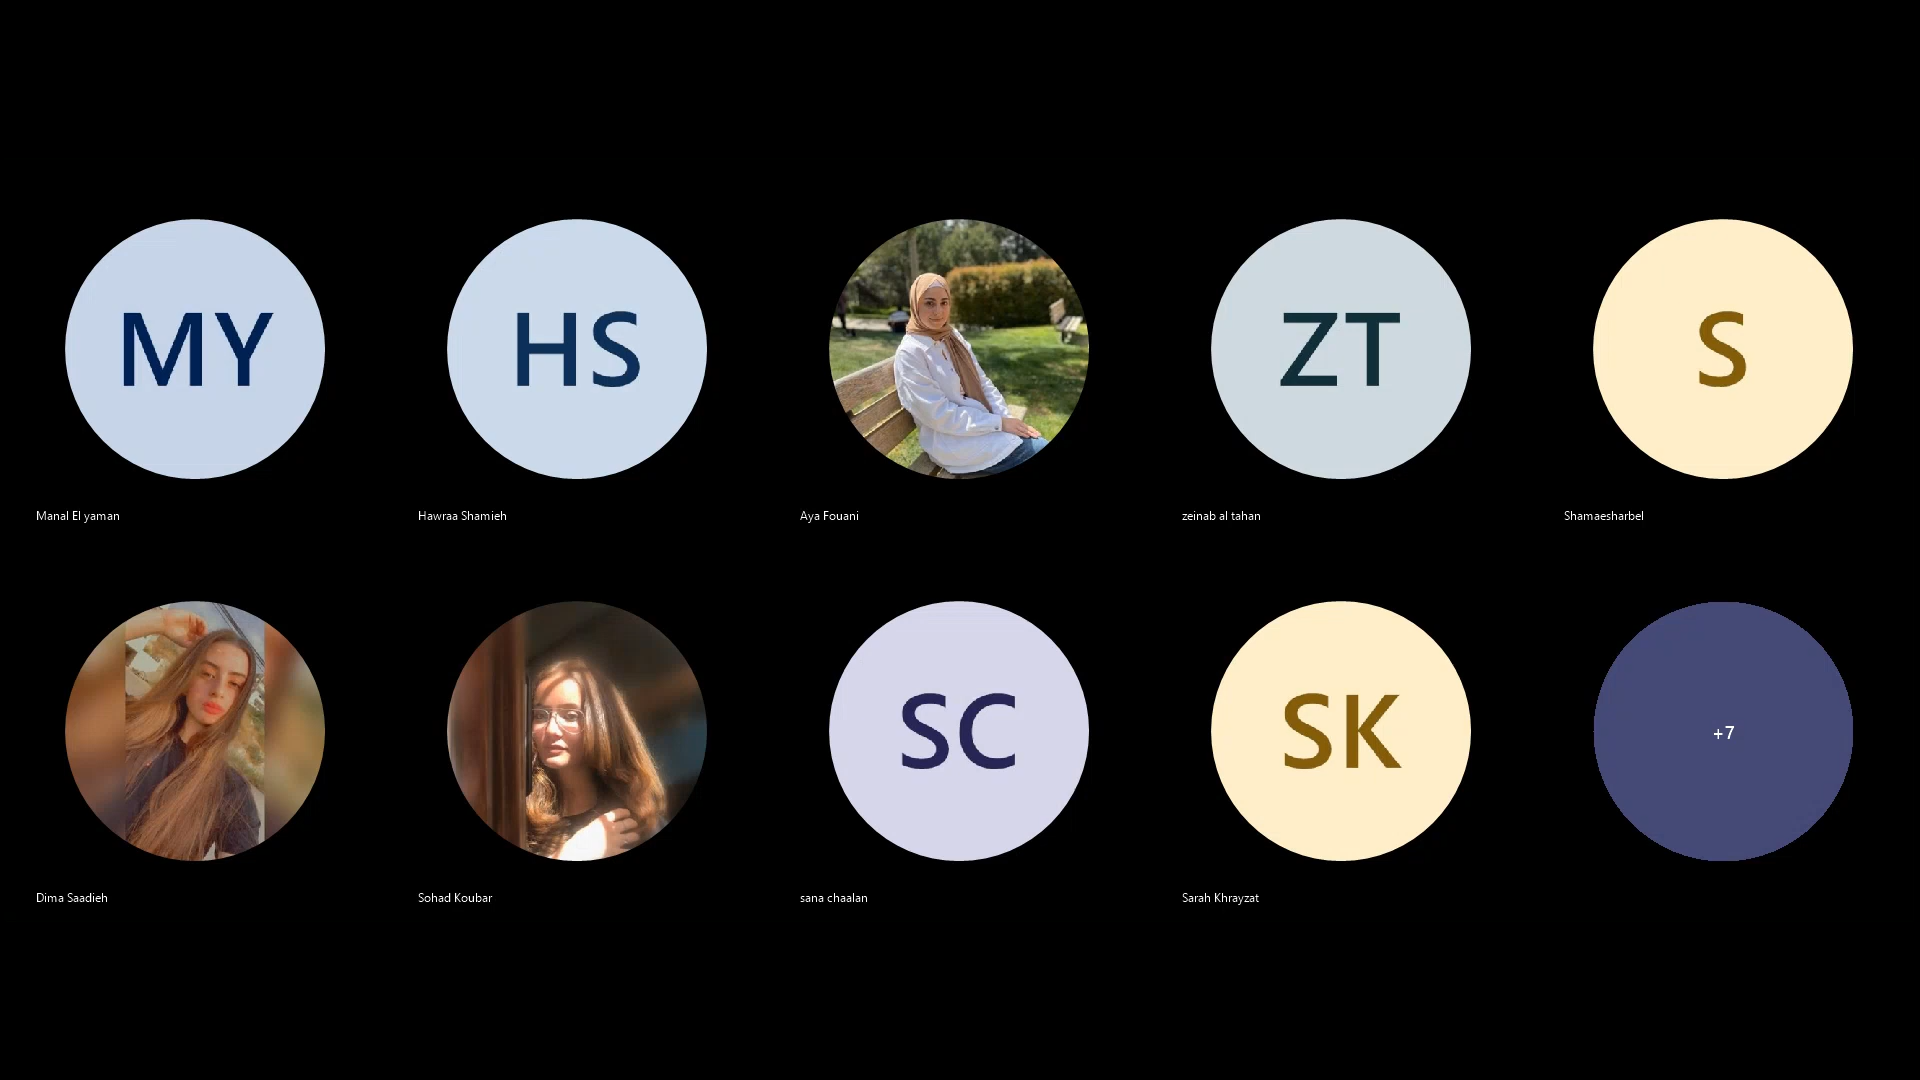 MY
HS
ZT
S
Manal El yaman
Hawraa Shamieh
Aya Fouani
zeinab al tahan
Shamaesharbel
SC
SK
+7
Dima Saadieh
Sohad Koubar
sana chaalan
Sarah Khrayzat